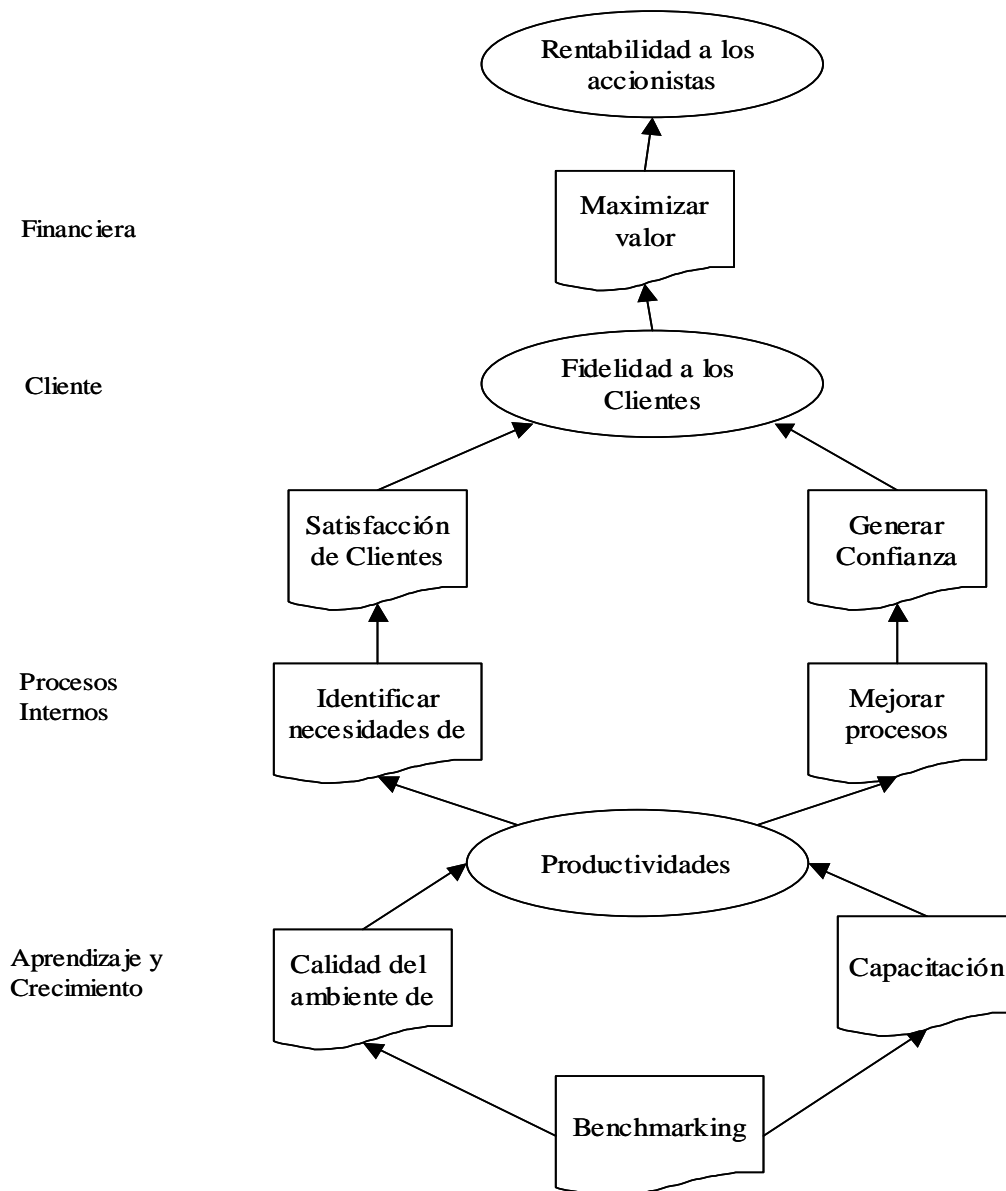 Rentabilidad a los
accionistas
Financiera
Maximizar
valor
Cliente
Fidelidad a los
Clientes
Satisfacción
de Clientes
Generar
Confianza
Procesos
Internos
Identificar
necesidades de
Mejorar
procesos
Productividades
Aprendizaje y
Crecimiento
Calidad del
ambiente de
Capacitación
Benchmarking